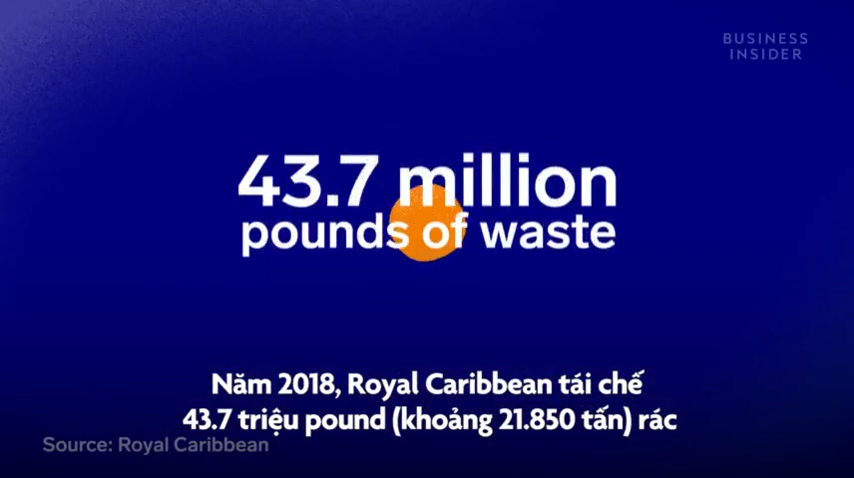 BUSINESS
INSIDER
43.7 million
pounds of waste
Năm 2018, Royal Caribbean tái chế
43.7 triệu pound (khoảng 21.850 tấn) rác
Source: Royal Caribbean